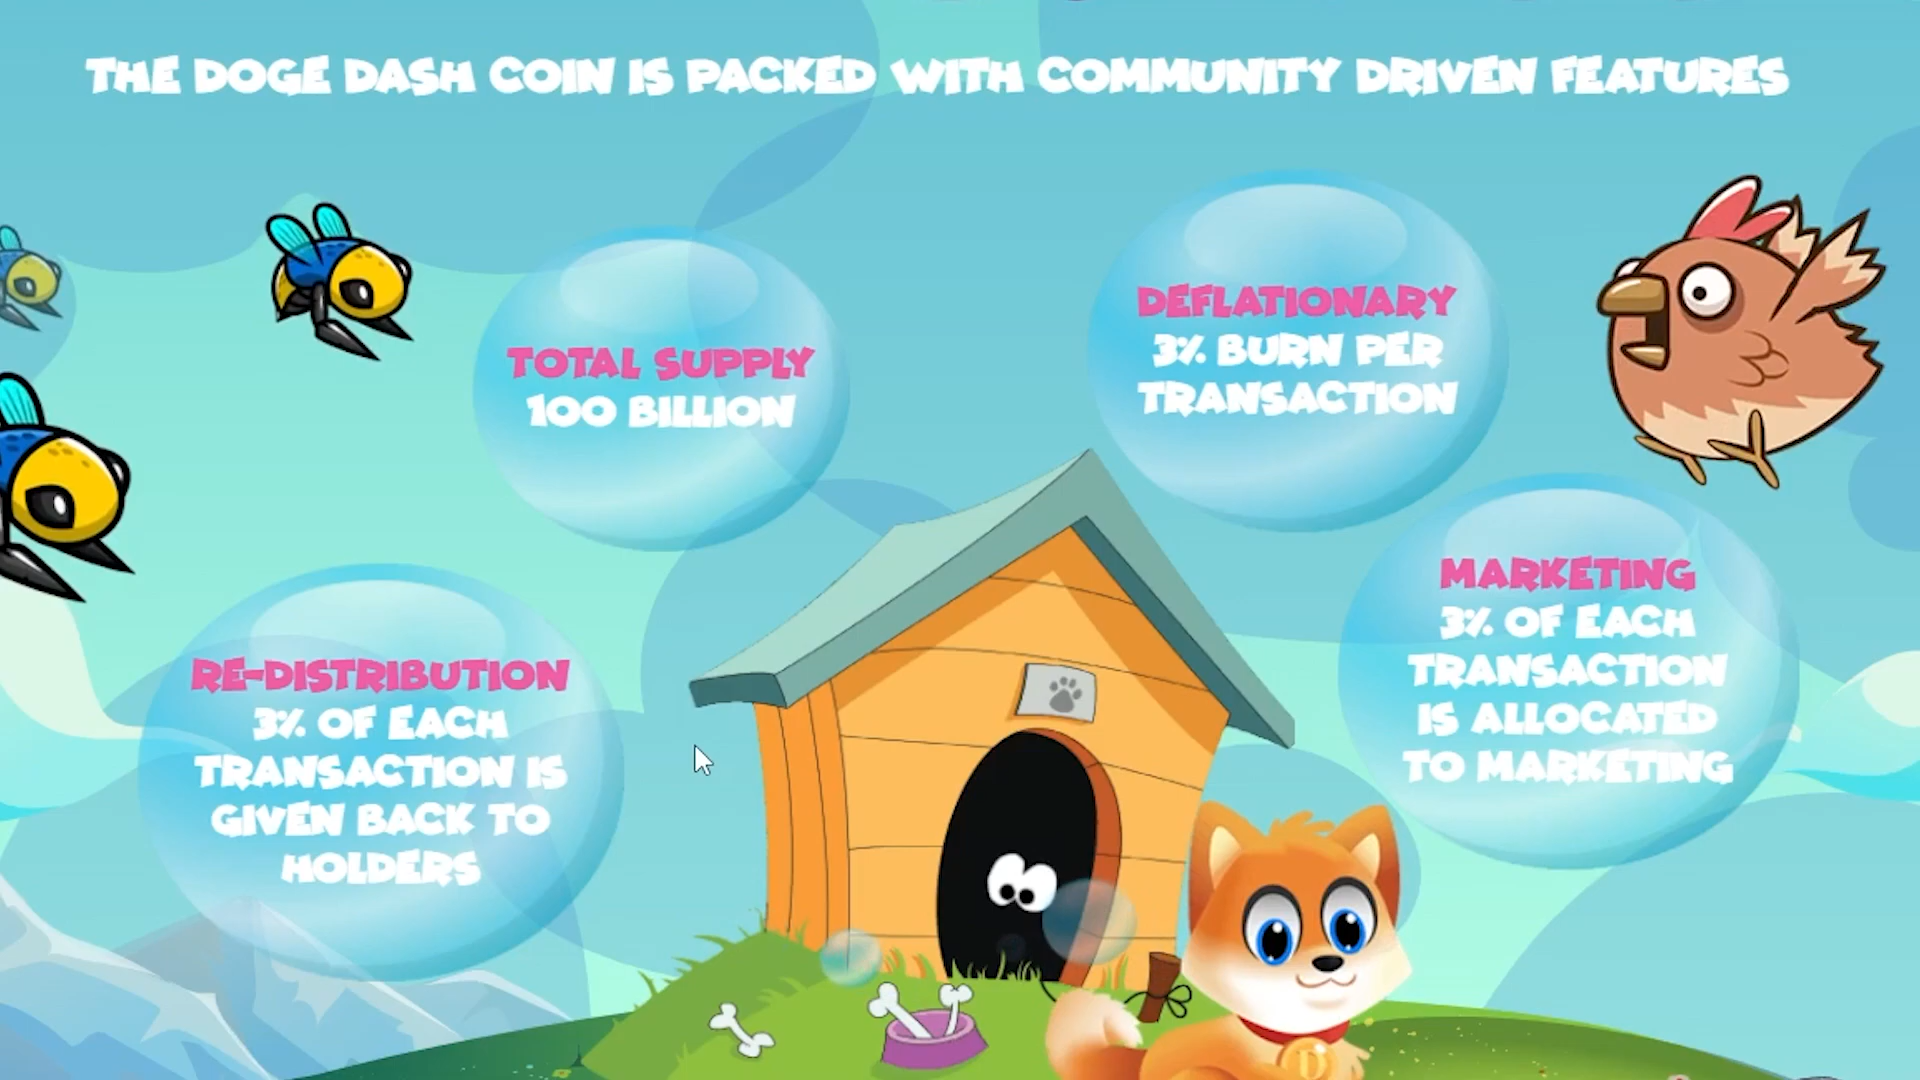 THE DOGE DASH COIN IS PACKED WITH COMMUNITY DRIVEN FEATURES
TOTAL SUPPLY
100 BILLION
DEFLATIONARY
3% BURN PER
TRANSACTION
RE-DISTRIBUTION
3% OF EACH
TRANSACTION IS
GIVEN BACK TO
HOLDERS
MARKETING
3% OF EACH
TRANSACTION
IS ALLOCATED
TO MARKETING
D